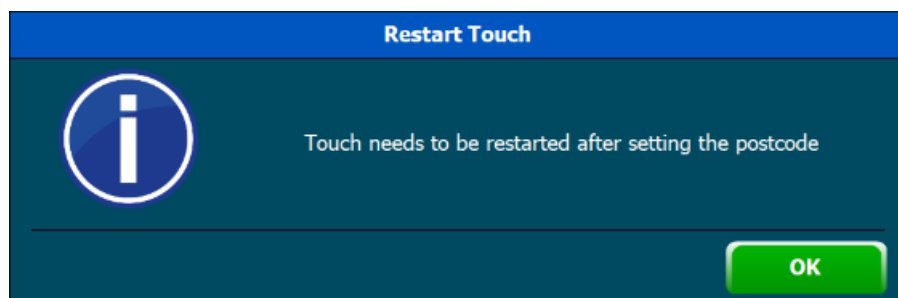 Restart Touch
Touch needs to be restarted after setting the postcode
OK